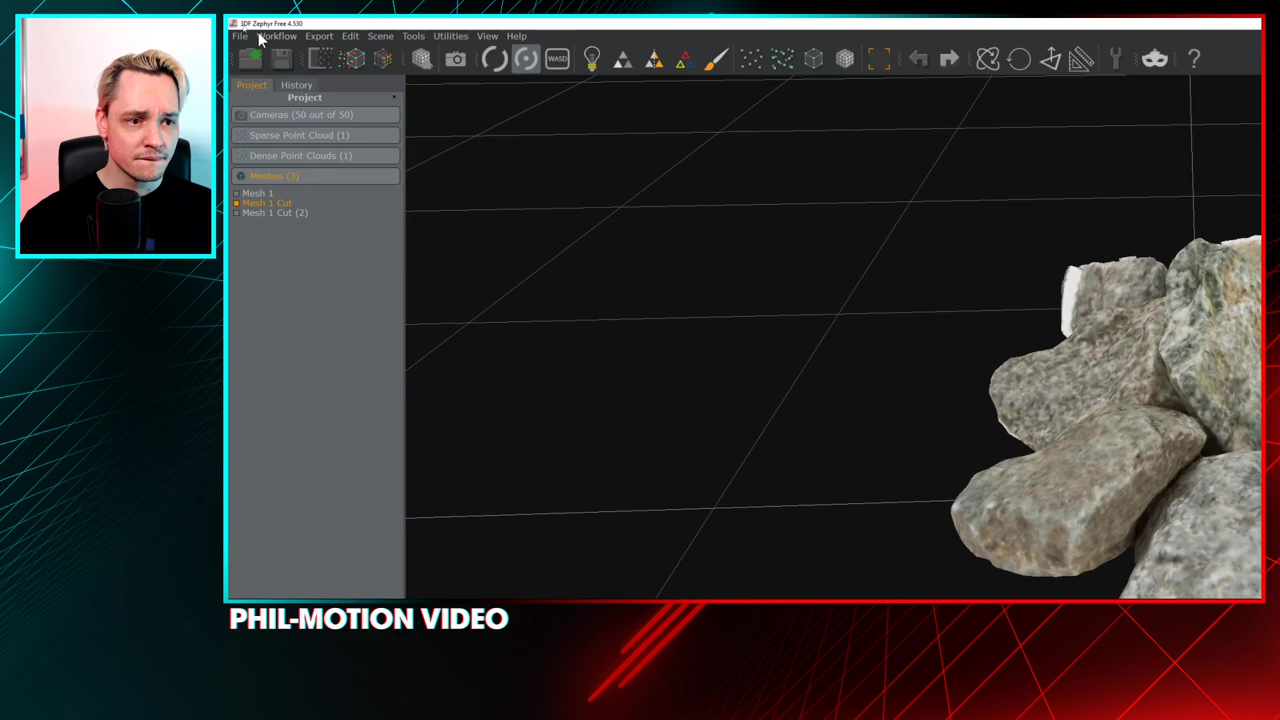 3DF Zephyr Free 4.530
File Workflow Export Edit Scene Tools Utilities View Help
WASD
?
Project History
Project
Cameras (50 out of 50)
Sparse Point Cloud (1)
Dense Point Clouds (1)
Meshes (3)
Mesh 1
Mesh 1 Cut
Mesh 1 Cut (2)
PHIL-MOTION VIDEO